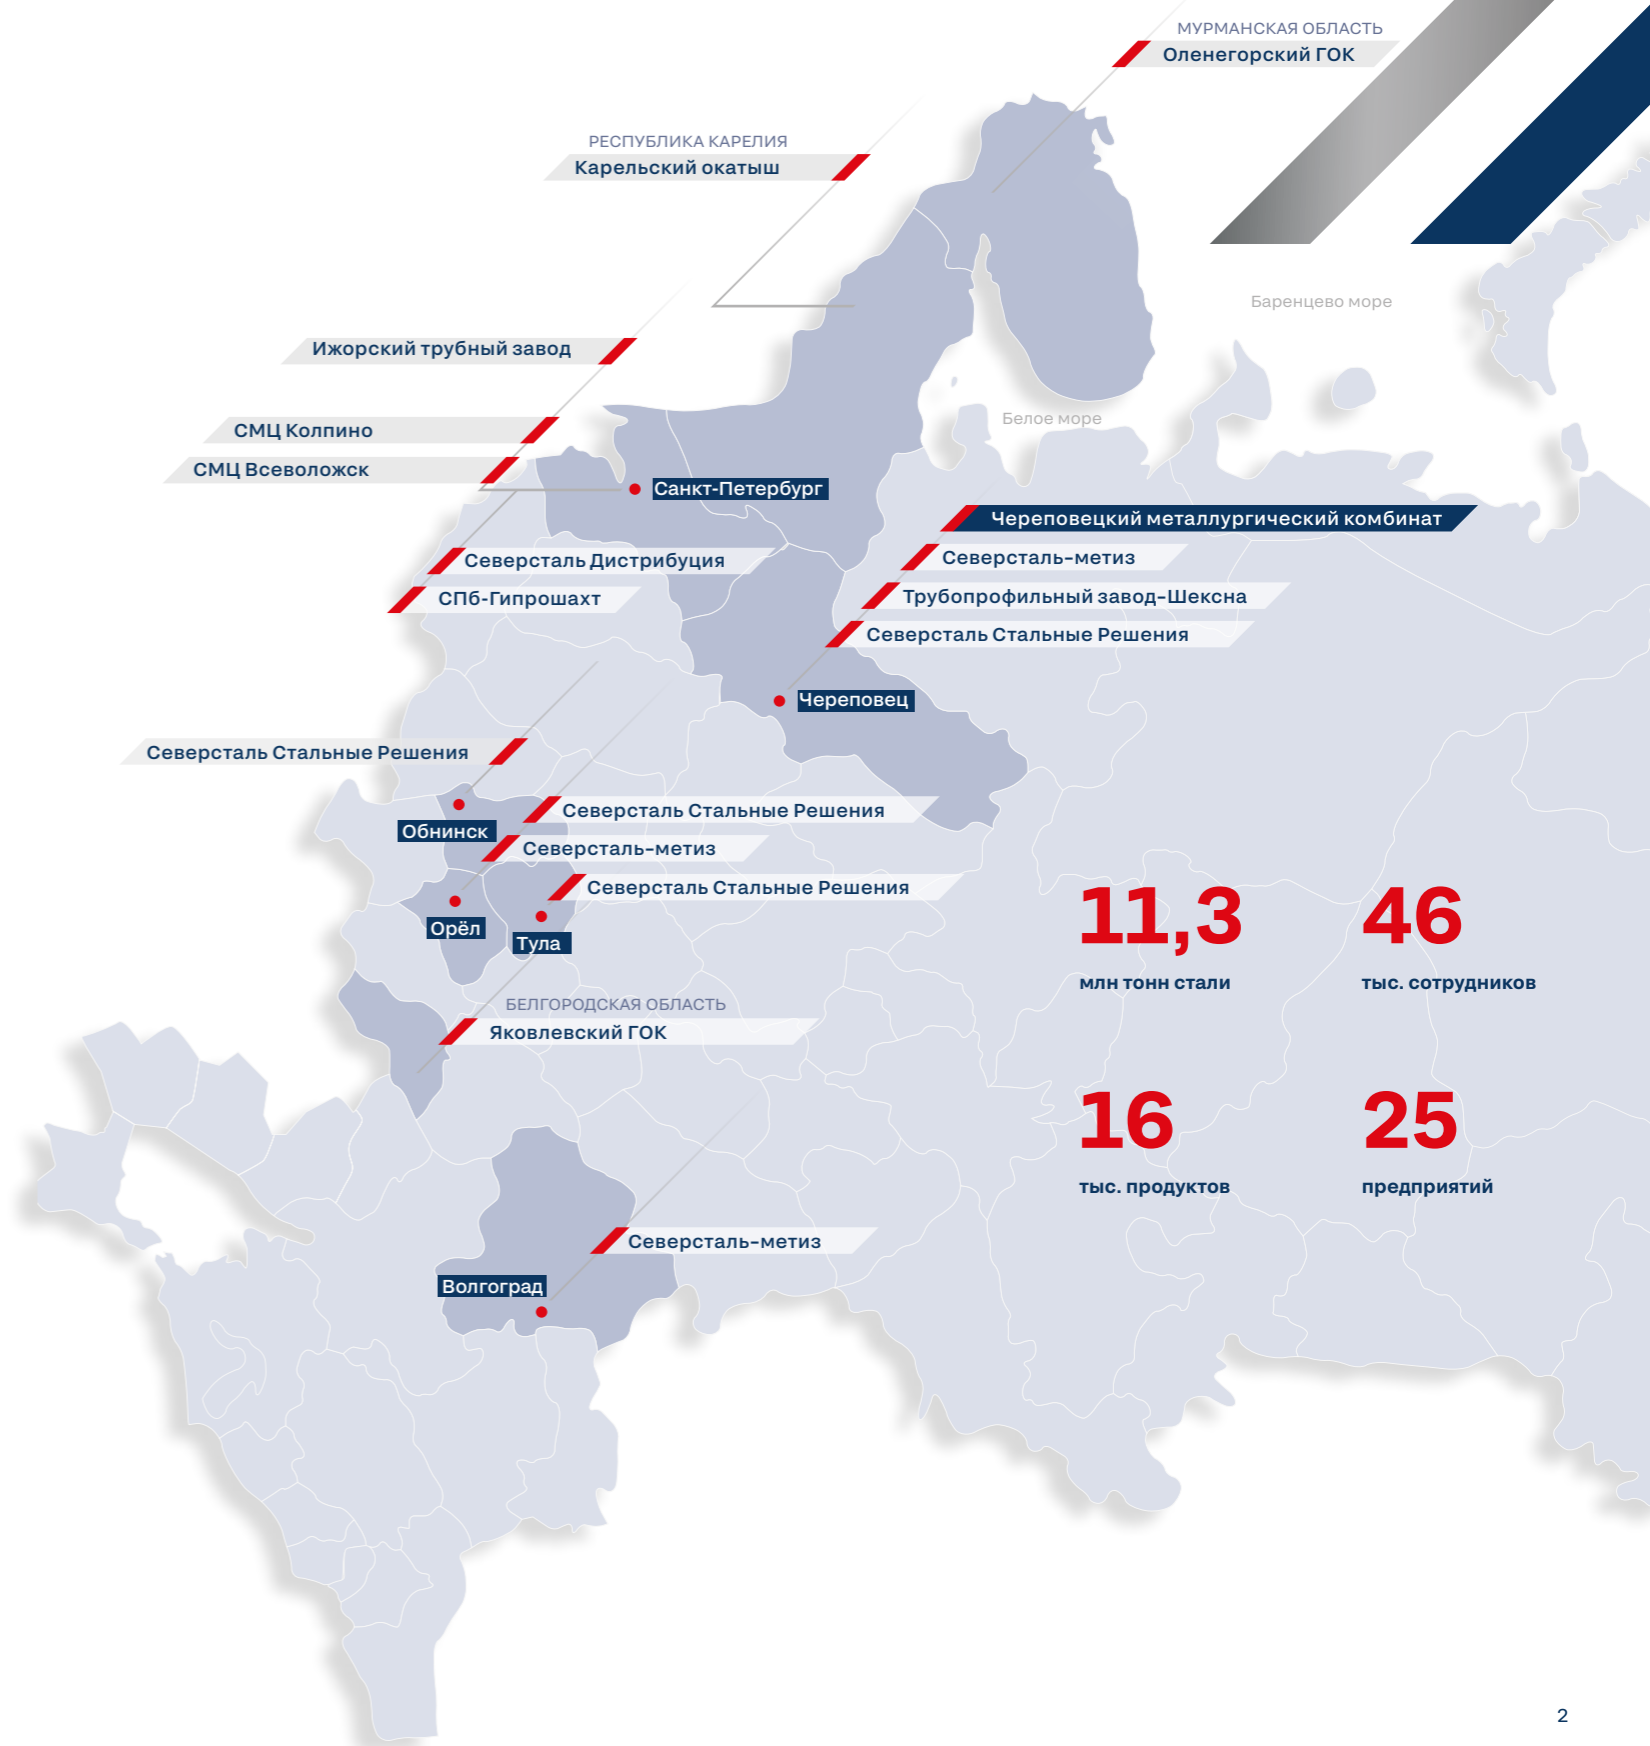 МУРМАНСКАЯ ОБЛАСТЬ
Оленегорский ГОК
РЕСПУБЛИКА КАРЕЛИЯ
Карельский окатыш
Баренцево море
Ижорский трубный завод
Белое море
СМЦ Колпино
СМЦ Всеволожск
Санкт-Петербург
Череповецкий металлургический комбинат
Северсталь Дистрибуция
Северсталь-метиз
СПб-Гипрошахт
Трубопрофильный завод-Шексна
Северсталь Стальные Решения
Череповец
Северсталь Стальные Решения
Обнинск
Северсталь Стальные Решения
Северсталь-метиз
Северсталь Стальные Решения
Орёл
Тула
11,3
млн тонн стали
46
тыс. сотрудников
БЕЛГОРОДСКАЯ ОБЛАСТЬ
Яковлевский ГОК
16
тыс. продуктов
25
предприятий
Северсталь-метиз
Волгоград
2